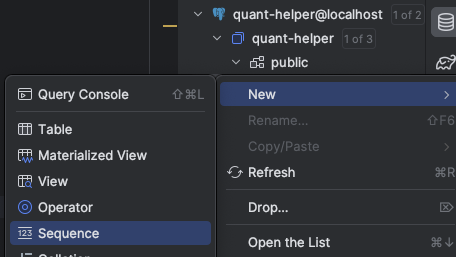 quant-helper@localhost 1 of 2
quant-helper 1 of 3
public
Query Console ⇧⌘L
Table
Materialized View
View
Operator
123 Sequence
New
Rename... ⇧F6
Copy/Paste
Refresh ⌘R
Drop...
Open the List ⌘↓